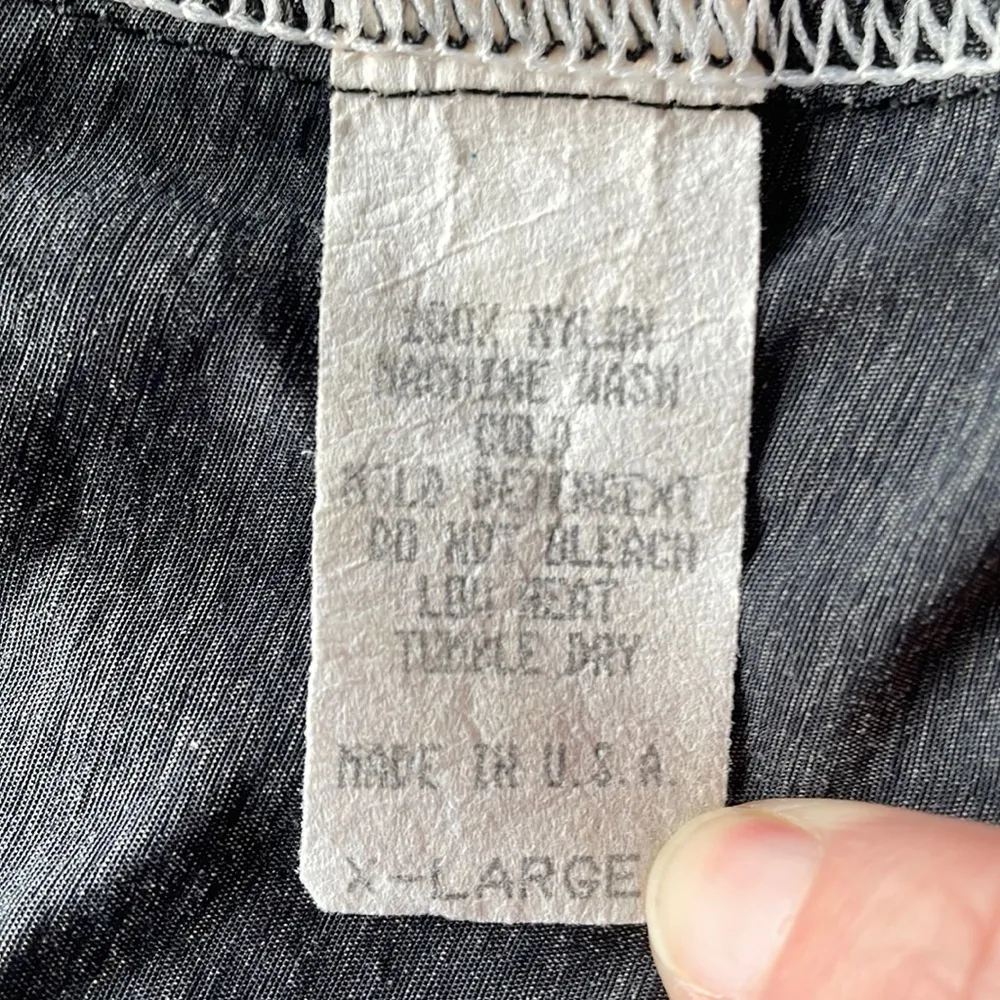 100% NYLON
MACHINE WASH
COLD
MILD DETERGENT
DO NOT BLEACH
LOW HEAT
TUMBLE DRY
MADE IN U.S.A.
X-LARGE